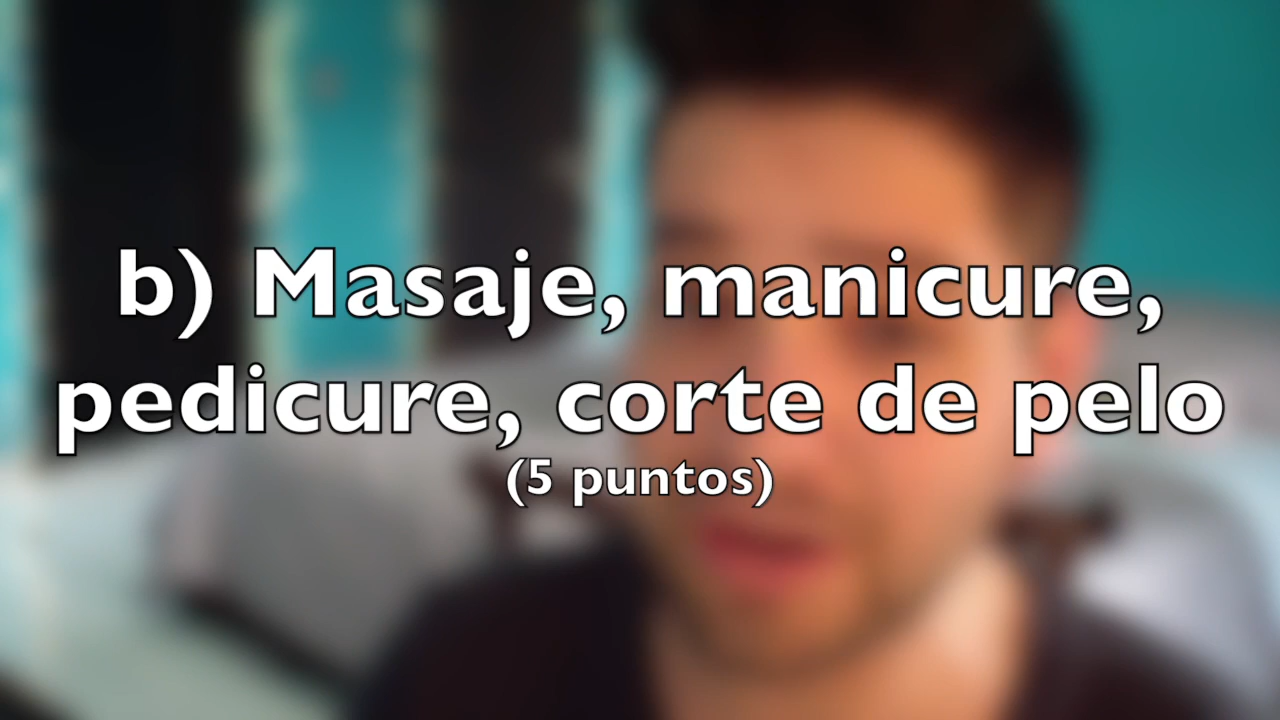 b) Masaje, manicure,
pedicure, corte de pelo
(5 puntos)